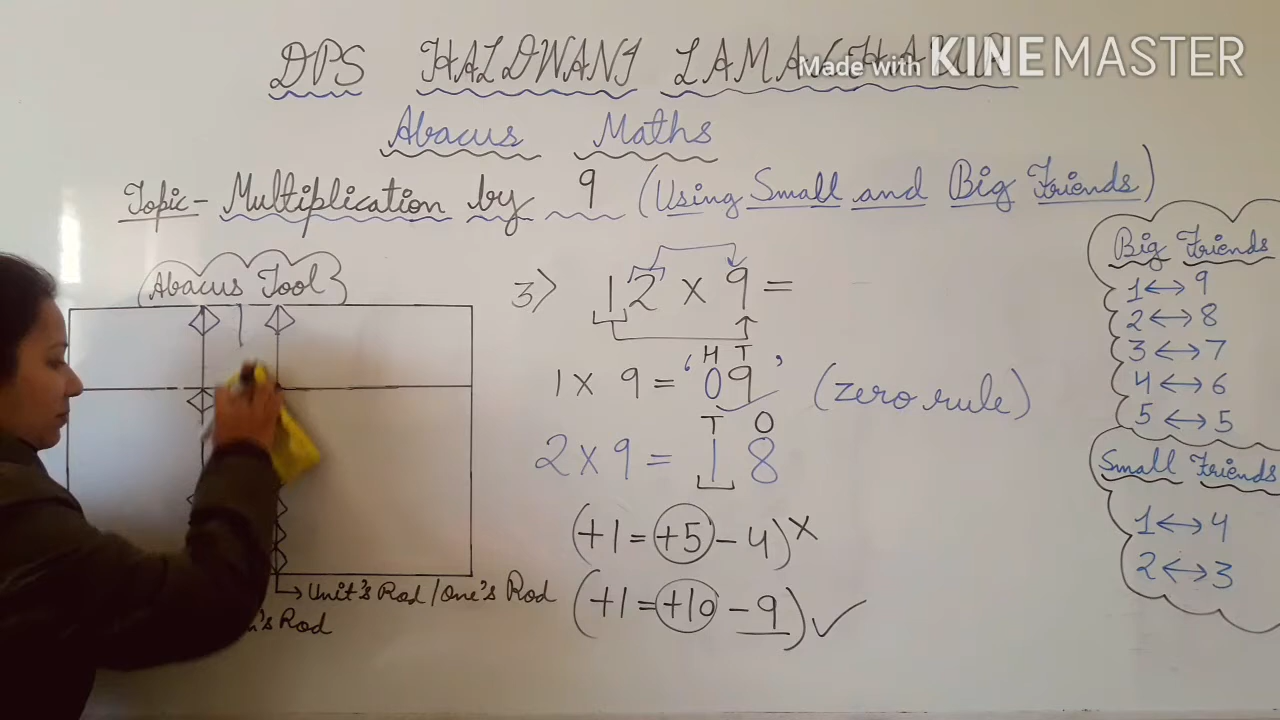 DPS HALDWANI
Made with KINEMASTER
Abacus Maths
Topic- Multiplication by 9 (Using Small and Big Friends)
Abacus Tool
3) 12 × 9 =
H T
1 × 9 = '09' (zero rule)
T O
2 × 9 = 18
(+1 = +5 - 4) ×
(+1 = +10 - 9) ✓
→ Unit's Rod / One's Rod
Rod
Big Friends
1 ↔ 9
2 ↔ 8
3 ↔ 7
4 ↔ 6
5 ↔ 5
Small Friends
1 ↔ 4
2 ↔ 3